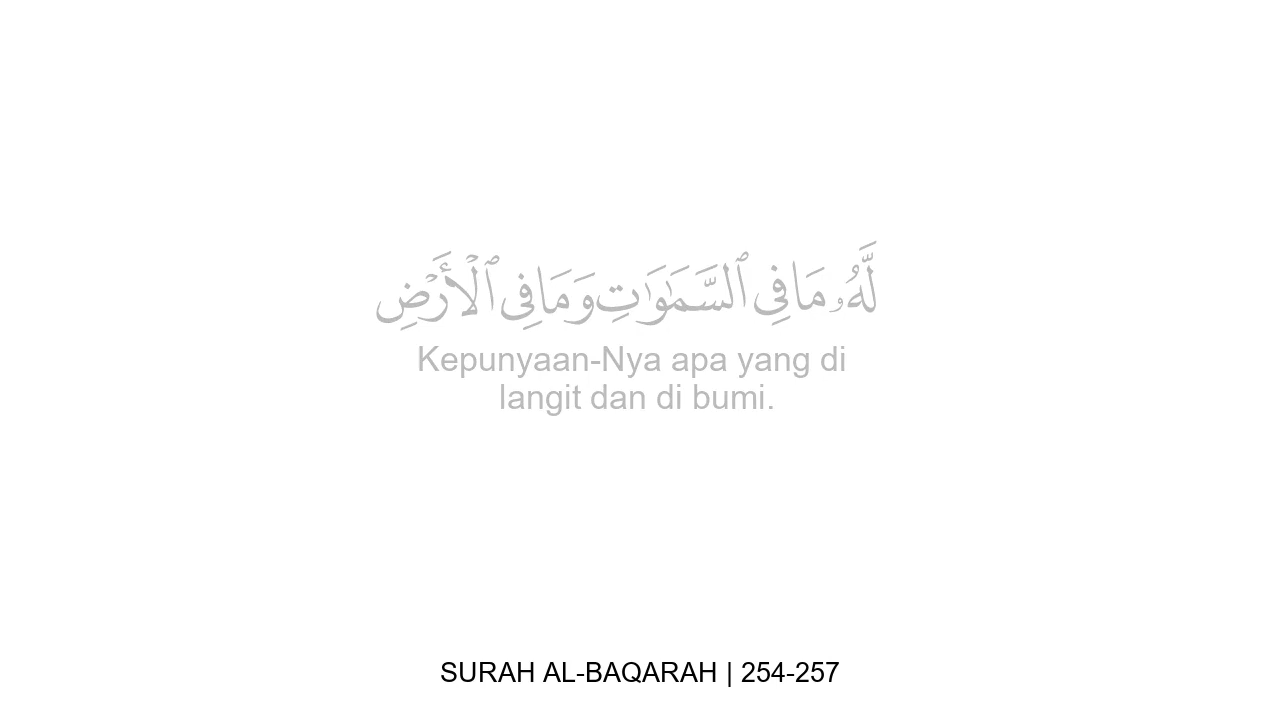 لَّهُۥ مَا فِى ٱلسَّمَـٰوَٰتِ وَمَا فِى ٱلْأَرْضِ
Kepunyaan-Nya apa yang di
langit dan di bumi.
SURAH AL-BAQARAH | 254-257